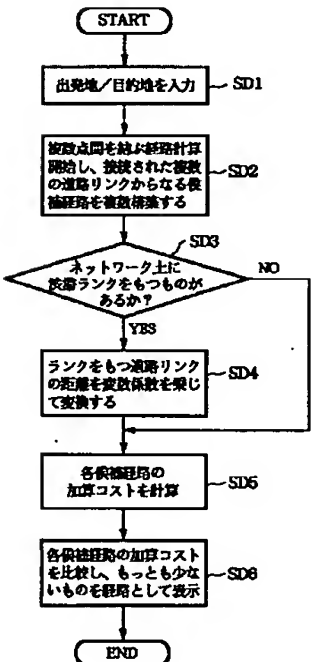 START
出発地/目的地を入力
SD1
複数点間を結ぶ経路計算
開始し、接続された複数
の道路リンクからなる候
補経路を複数構築する
SD2
SD3
ネットワーク上に
渋滞ランクをもつものが
あるか?
NO
YES
ランクをもつ道路リンク
の距離を変数係数を乗じ
て変換する
SD4
各候補経路の
加算コストを計算
SD5
各候補経路の加算コスト
を比較し、もっとも少な
いものを経路として表示
SD6
END